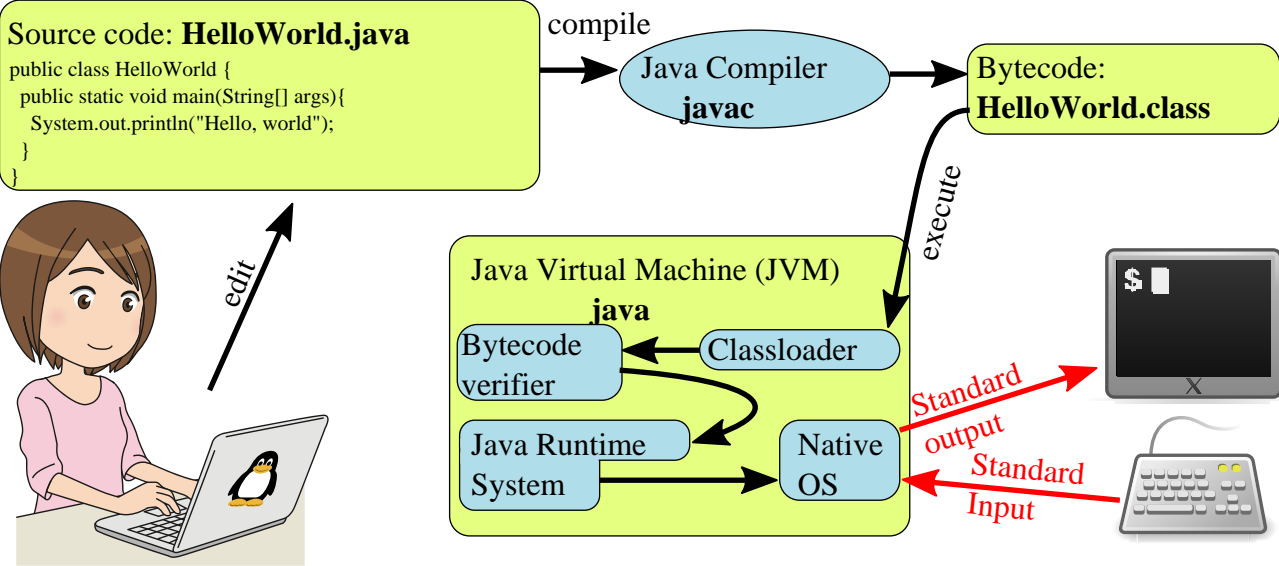 Source code: HelloWorld.java
public class HelloWorld {
public static void main(String[] args){
System.out.println("Hello, world");
}
}
compile
Java Compiler
javac
Bytecode:
HelloWorld.class
edit
execute
Java Virtual Machine (JVM)
java
Classloader
Bytecode
verifier
Java Runtime
System
Native
OS
Standard
output
Standard
Input
$
X